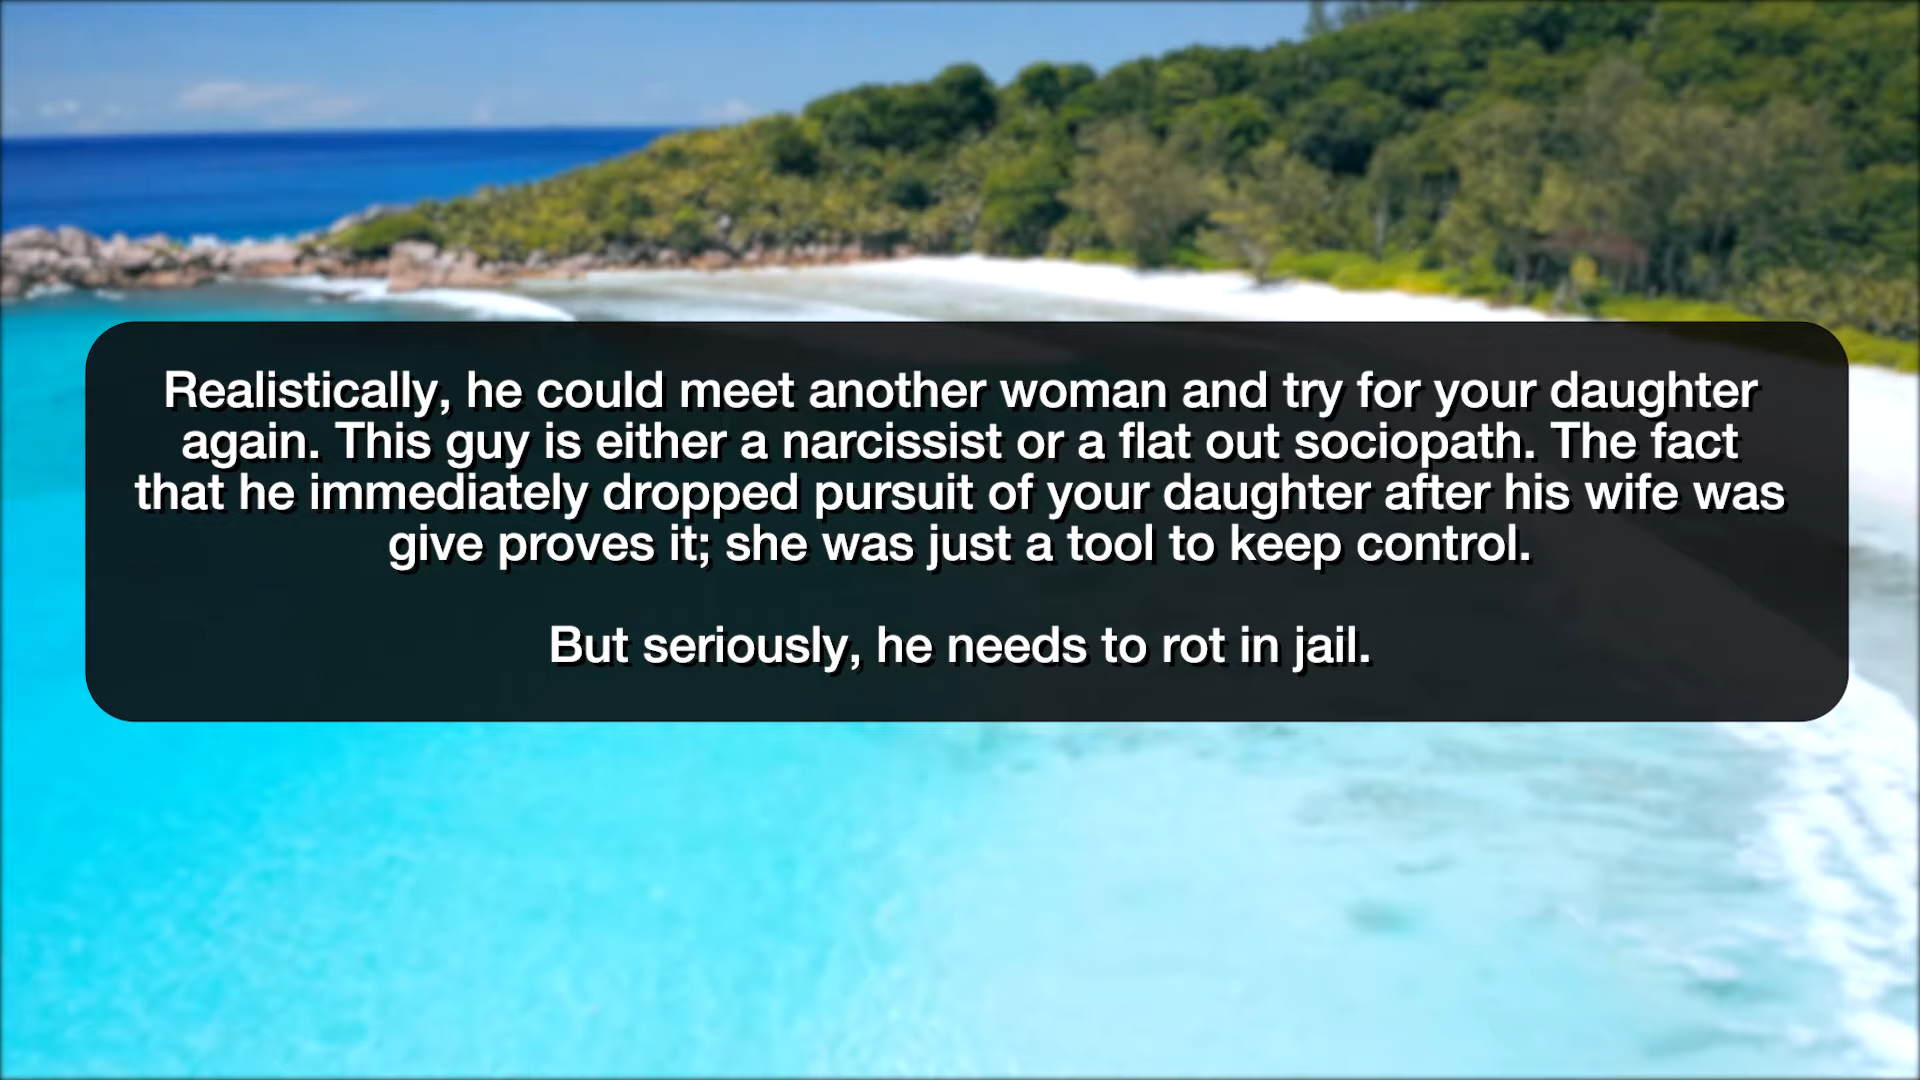 Realistically, he could meet another woman and try for your daughter
again. This guy is either a narcissist or a flat out sociopath. The fact
that he immediately dropped pursuit of your daughter after his wife was
give proves it; she was just a tool to keep control.
But seriously, he needs to rot in jail.